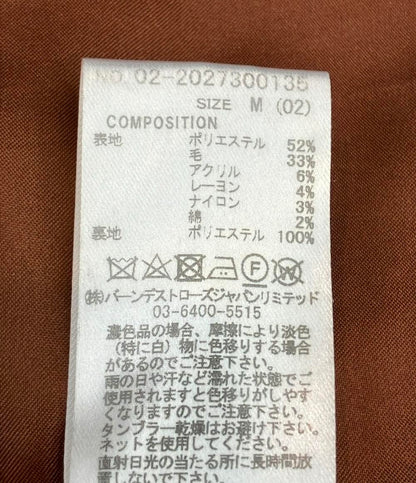 NO. 02-2027300135
SIZE M (02)
COMPOSITION
表地 ポリエステル 52%
毛 33%
アクリル 6%
レーヨン 4%
ナイロン 3%
綿 2%
裏地 ポリエステル 100%
㈱バーンデストローズジャパンリミテッド
03-6400-5515
濃色品の場合、摩擦により淡色
(特に白)物に色移りする場合
があるのでご注意下さい。
雨の日や汗など濡れた状態でご
使用されますと色移りがしやす
くなりますのでご注意下さい。
タンブラー乾燥はお避け下さい。
ネットを使用してください。
直射日光の当たる所に長時間放
置しないで下さい。